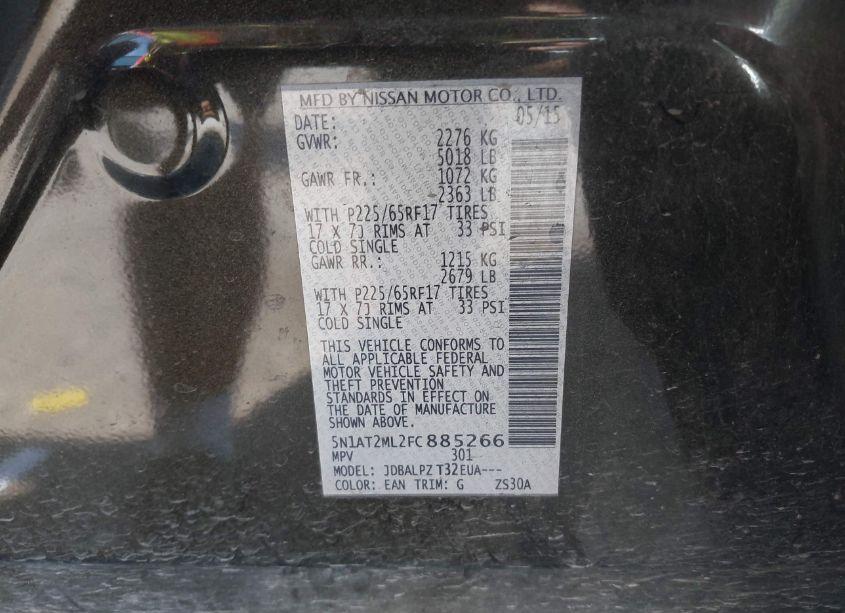 MFD BY NISSAN MOTOR CO., LTD.
DATE: 05/15
GVWR: 2276 KG
5018 LB
GAWR FR.: 1072 KG
2363 LB
WITH P225/65RF17 TIRES
17 X 7J RIMS AT 33 PSI
COLD SINGLE
GAWR RR.: 1215 KG
2679 LB
WITH P225/65RF17 TIRES
17 X 7J RIMS AT 33 PSI
COLD SINGLE
THIS VEHICLE CONFORMS TO
ALL APPLICABLE FEDERAL
MOTOR VEHICLE SAFETY AND
THEFT PREVENTION
STANDARDS IN EFFECT ON
THE DATE OF MANUFACTURE
SHOWN ABOVE.
5N1AT2ML2FC885266
MPV 301
MODEL: JDBALPZ T32EUA---
COLOR: EAN TRIM: G ZS30A